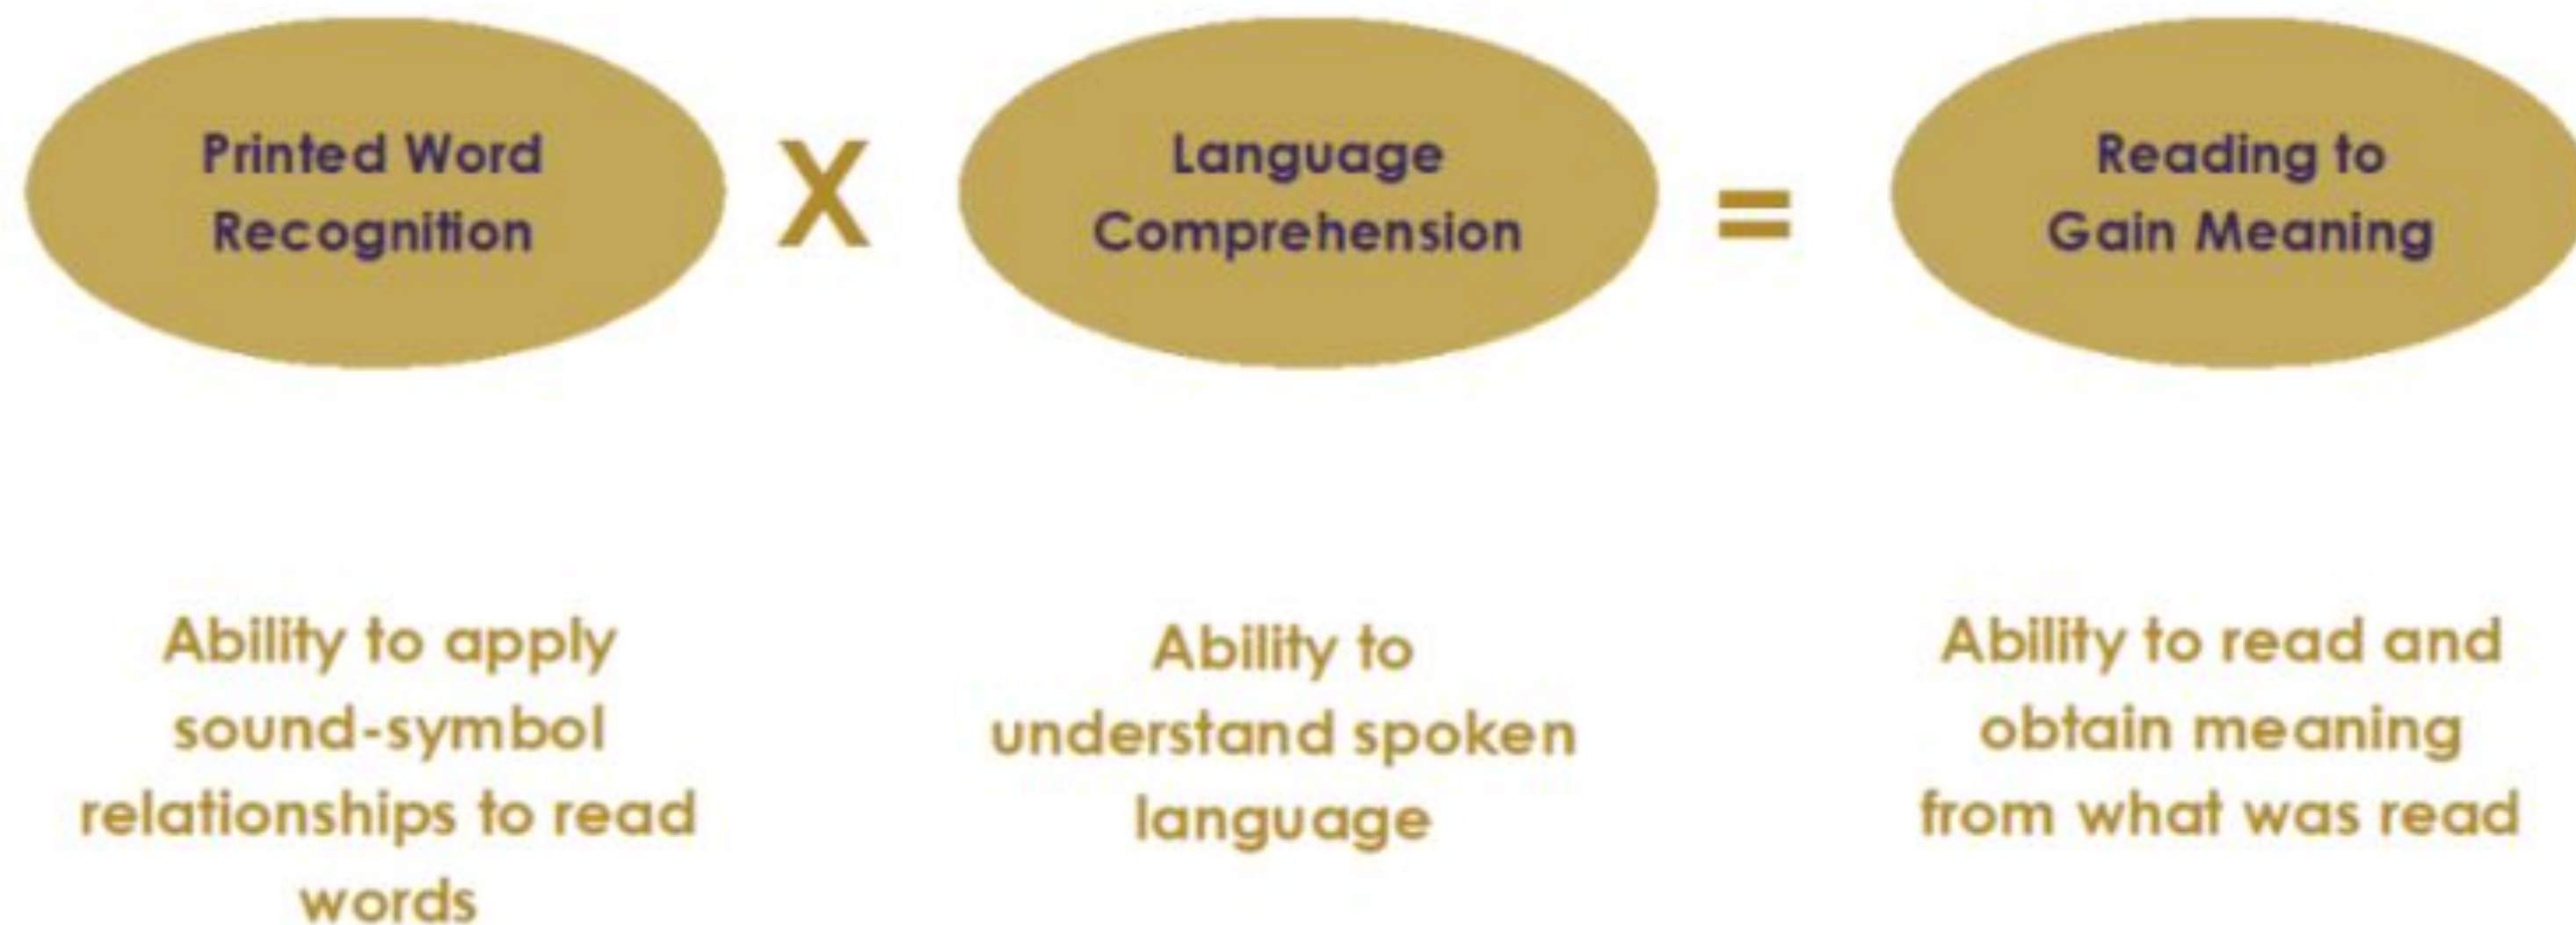 Printed Word
Recognition
X
Language
Comprehension
=
Reading to
Gain Meaning
Ability to apply
sound-symbol
relationships to read
words
Ability to
understand spoken
language
Ability to read and
obtain meaning
from what was read